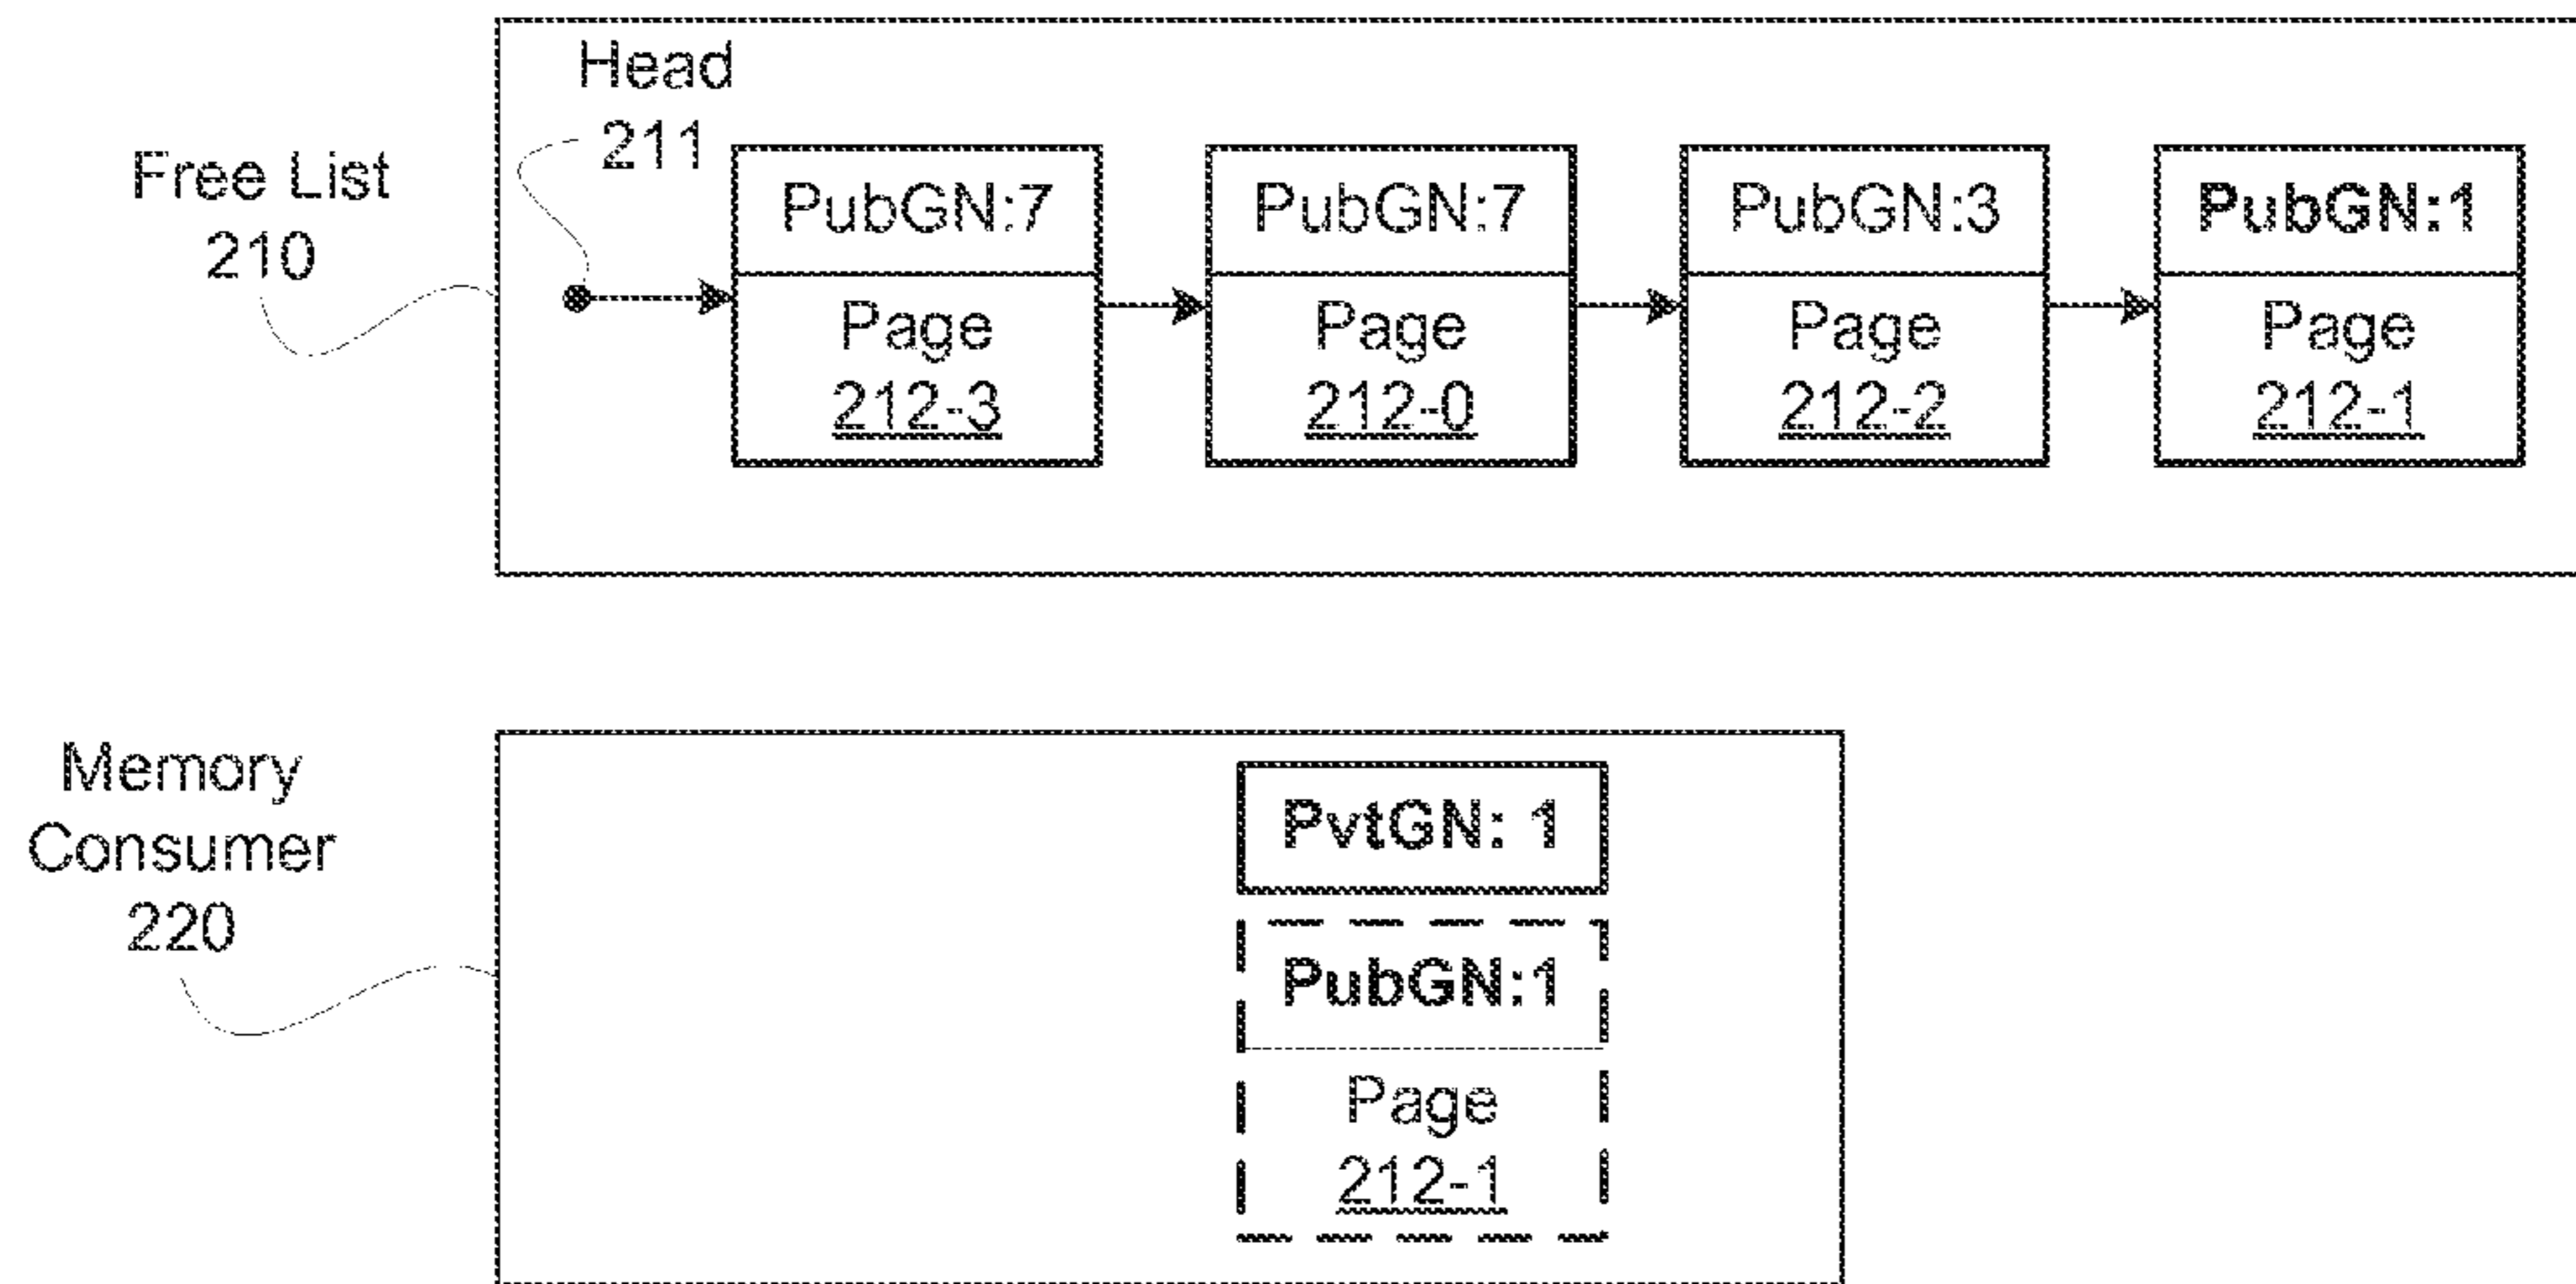 Head
211
Free List
210
PubGN:7
Page
212-3
PubGN:7
Page
212-0
PubGN:3
Page
212-2
PubGN:1
Page
212-1
Memory
Consumer
220
PvtGN: 1
PubGN:1
Page
212-1